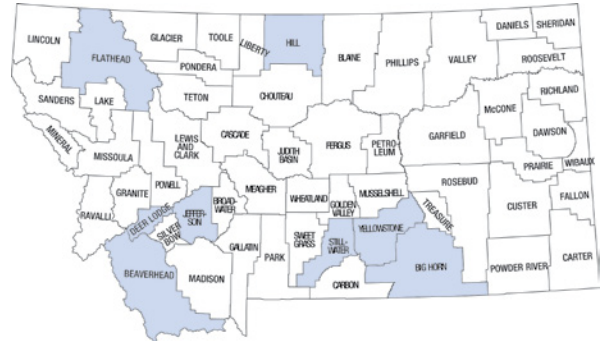 LINCOLN
FLATHEAD
GLACIER
TOOLE
LIBERTY
HILL
BLAINE
PHILLIPS
VALLEY
DANIELS
SHERIDAN
ROOSEVELT
PONDERA
TETON
CHOUTEAU
SANDERS
LAKE
RICHLAND
McCONE
DAWSON
GARFIELD
MINERAL
MISSOULA
LEWIS
AND
CLARK
CASCADE
JUDITH
BASIN
FERGUS
PETRO-
LEUM
PRAIRIE
WIBAUX
POWELL
GRANITE
RAVALLI
MEAGHER
BROAD-
WATER
JEFFER-
SON
DEER LODGE
SILVER
BOW
WHEATLAND
GOLDEN
VALLEY
MUSSELSHELL
ROSEBUD
TREASURE
CUSTER
FALLON
BEAVERHEAD
MADISON
GALLATIN
PARK
SWEET
GRASS
STILL-
WATER
YELLOWSTONE
BIG HORN
CARBON
POWDER RIVER
CARTER